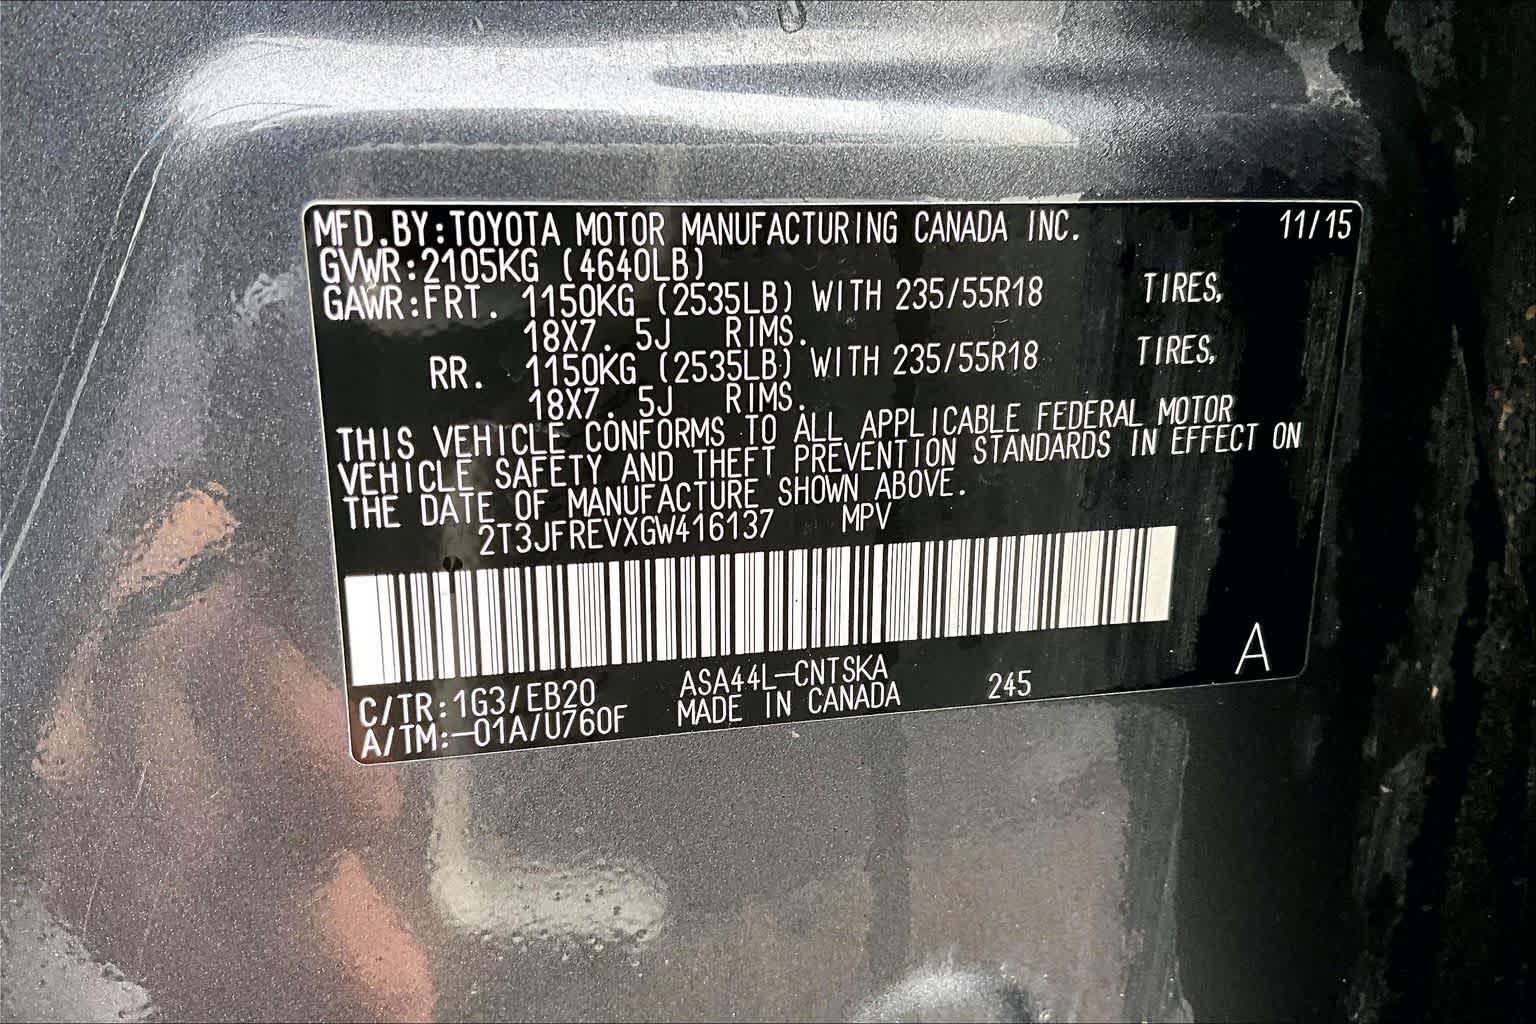 MFD.BY:TOYOTA MOTOR MANUFACTURING CANADA INC. 11/15
GVWR:2105KG (4640LB)
GAWR:FRT. 1150KG (2535LB) WITH 235/55R18 TIRES,
18X7. 5J RIMS.
RR. 1150KG (2535LB) WITH 235/55R18 TIRES,
18X7. 5J RIMS.
THIS VEHICLE CONFORMS TO ALL APPLICABLE FEDERAL MOTOR
VEHICLE SAFETY AND THEFT PREVENTION STANDARDS IN EFFECT ON
THE DATE OF MANUFACTURE SHOWN ABOVE.
2T3JFREVXGW416137 MPV
C/TR:1G3/EB20 ASA44L-CNTSKA 245 A
A/TM:-01A/U760F MADE IN CANADA